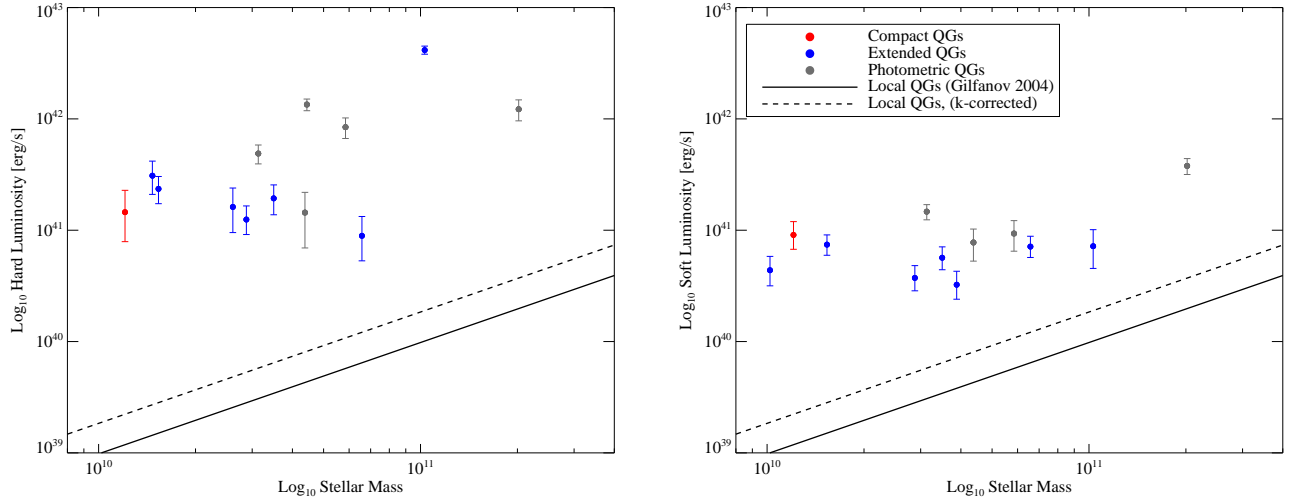 10^43
10^42
10^41
10^40
10^39
Log10 Hard Luminosity [erg/s]
10^10
10^11
Log10 Stellar Mass
10^43
10^42
10^41
10^40
10^39
Log10 Soft Luminosity [erg/s]
Compact QGs
Extended QGs
Photometric QGs
Local QGs (Gilfanov 2004)
Local QGs, (k-corrected)
10^10
10^11
Log10 Stellar Mass